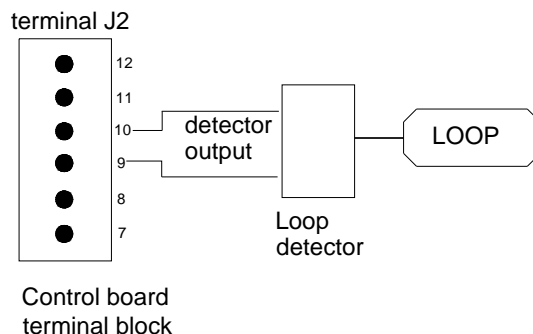 terminal J2
12
11
10
9
8
7
detector
output
LOOP
Loop
detector
Control board
terminal block